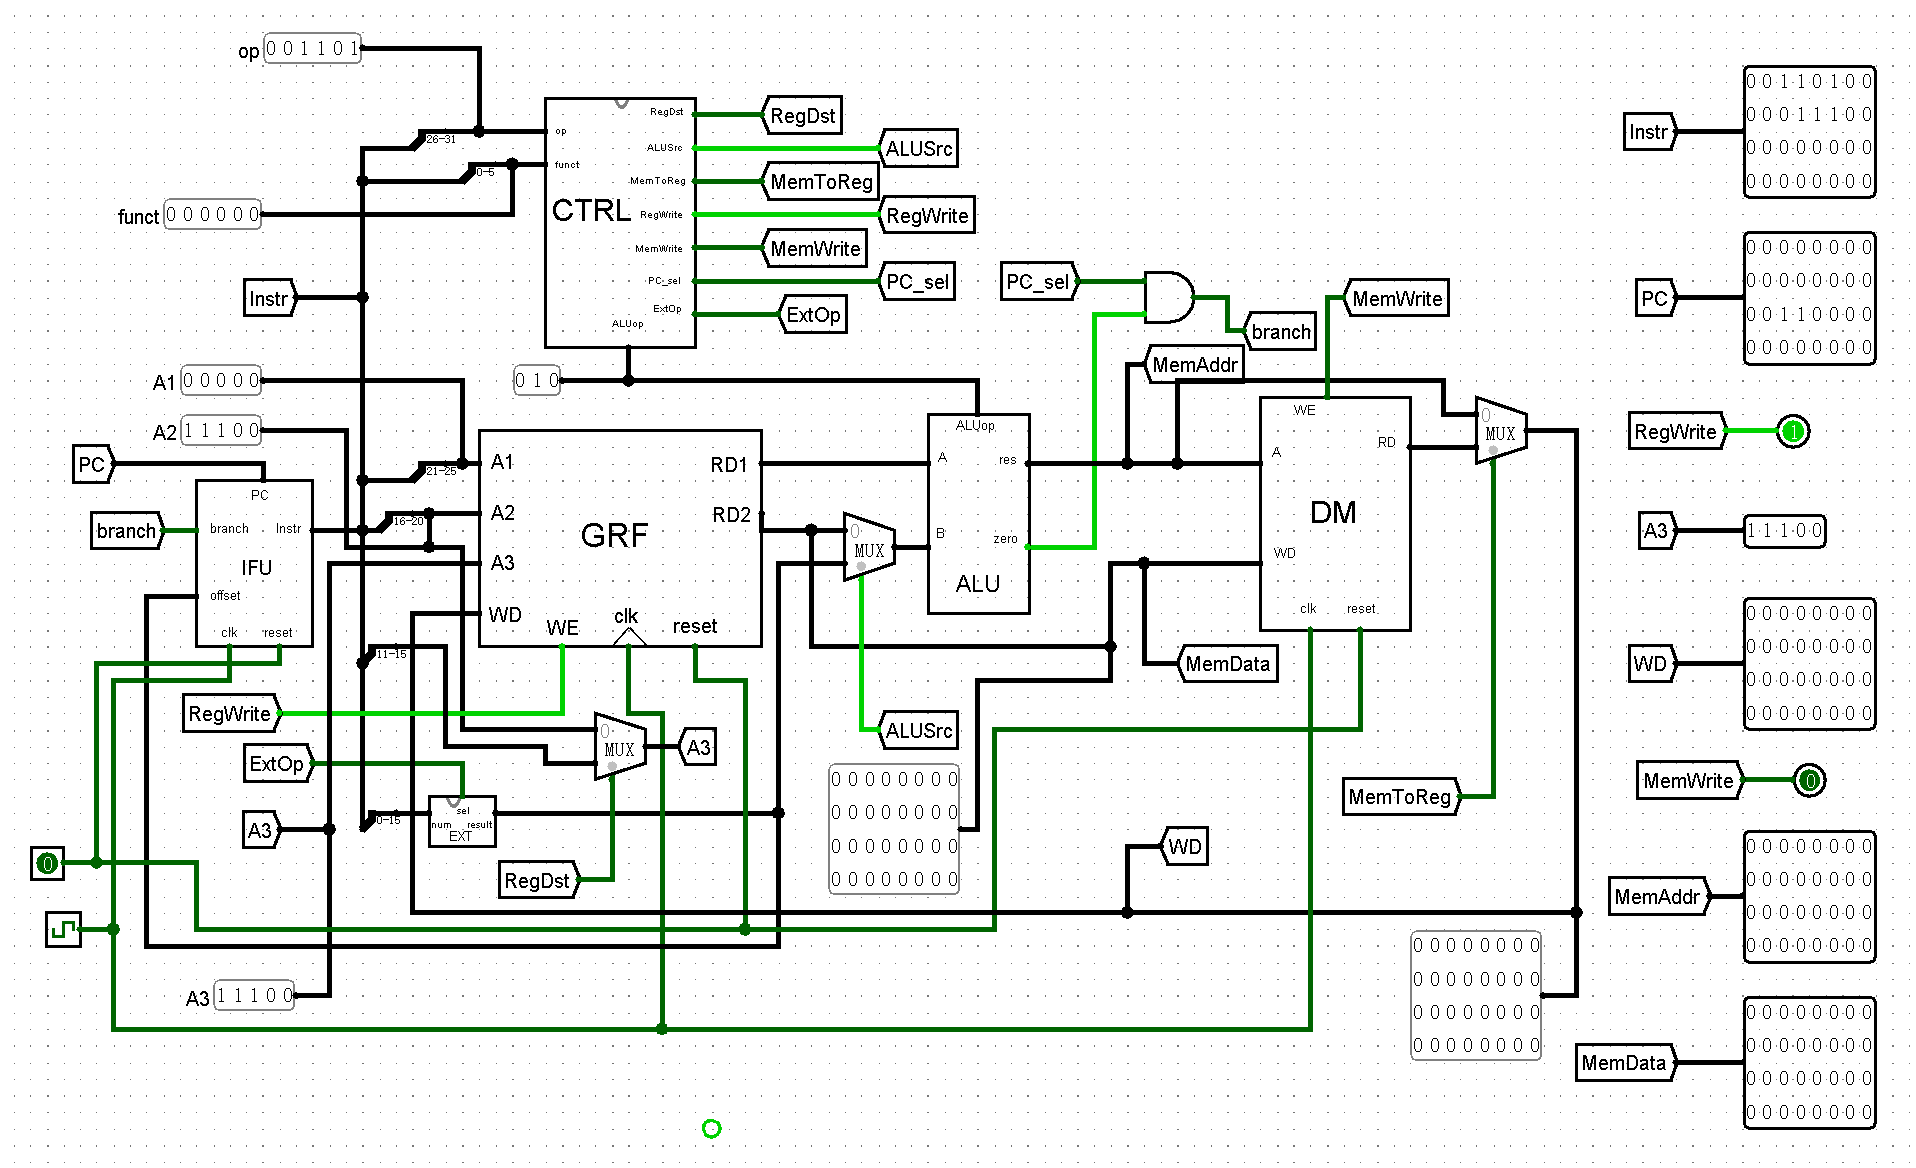 op 0 0 1 1 0 1
26-31
op
0-5
funct
funct 0 0 0 0 0 0
CTRL
RegDst
ALUSrc
MemToReg
RegWrite
MemWrite
PC_sel
ExtOp
ALUop
RegDst
ALUSrc
MemToReg
RegWrite
MemWrite
PC_sel
ExtOp
Instr
A1 0 0 0 0 0
0 1 0
A2 1 1 1 0 0
PC
branch
PC
branch
Instr
IFU
offset
clk
reset
21-25
16-20
11-15
0-15
A1
A2
A3
WD
GRF
RD1
RD2
WE
clk
reset
RegWrite
ExtOp
A3
sel
num
result
EXT
0
MUX
A3
RegDst
0
A3 1 1 1 0 0
0
MUX
ALUSrc
ALUop
A
B
res
zero
ALU
PC_sel
branch
MemAddr
MemWrite
WE
A
RD
DM
WD
clk
reset
0
MUX
MemData
MemToReg
WD
0 0 0 0 0 0 0 0
0 0 0 0 0 0 0 0
0 0 0 0 0 0 0 0
0 0 0 0 0 0 0 0
0 0 0 0 0 0 0 0
0 0 0 0 0 0 0 0
0 0 0 0 0 0 0 0
0 0 0 0 0 0 0 0
Instr
0 0 1 1 0 1 0 0
0 0 0 1 1 1 0 0
0 0 0 0 0 0 0 0
0 0 0 0 0 0 0 0
PC
0 0 0 0 0 0 0 0
0 0 0 0 0 0 0 0
0 0 1 1 0 0 0 0
0 0 0 0 0 0 0 0
RegWrite 1
A3 1 1 1 0 0
WD
0 0 0 0 0 0 0 0
0 0 0 0 0 0 0 0
0 0 0 0 0 0 0 0
0 0 0 0 0 0 0 0
MemWrite 0
MemAddr
0 0 0 0 0 0 0 0
0 0 0 0 0 0 0 0
0 0 0 0 0 0 0 0
0 0 0 0 0 0 0 0
MemData
0 0 0 0 0 0 0 0
0 0 0 0 0 0 0 0
0 0 0 0 0 0 0 0
0 0 0 0 0 0 0 0